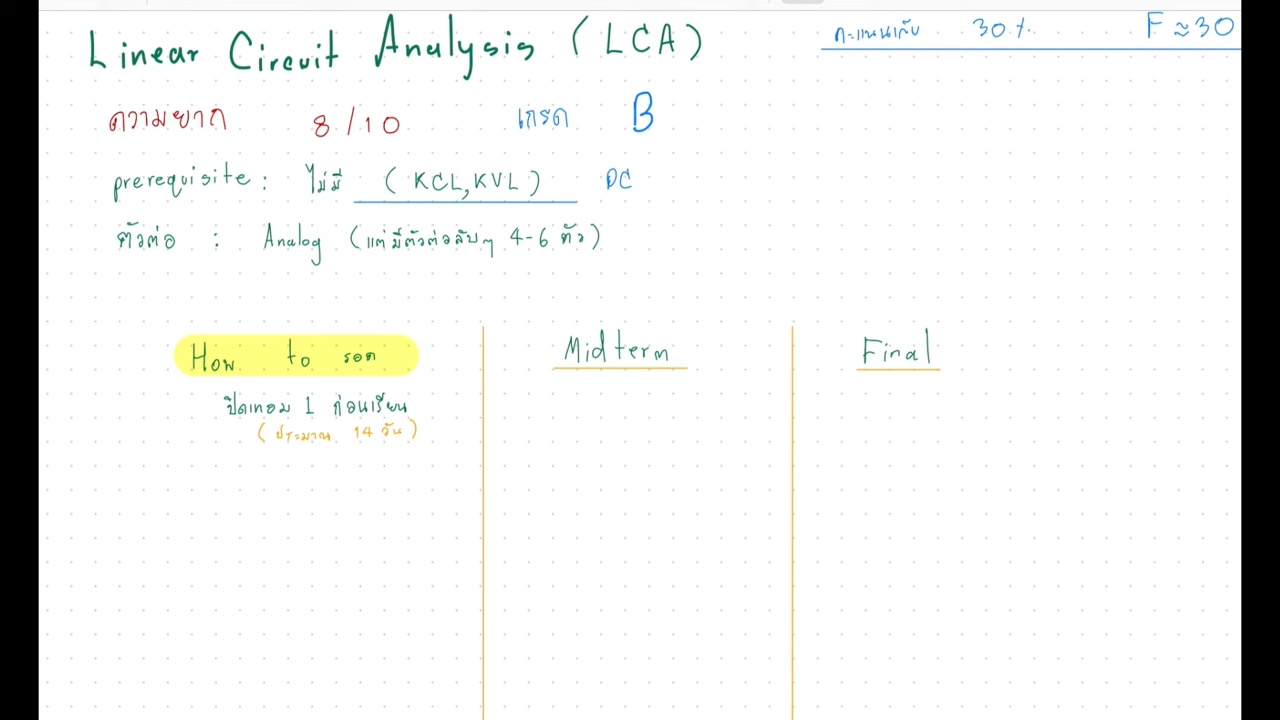 Linear Circuit Analysis (LCA)
คะแนนเก็บ 30 %. F ≈ 30
ความยาก 8 / 10 เกรด B
prerequisite : ไม่มี (KCL, KVL) DC
ตัวต่อ : Analog (แต่มีตัวต่อลับๆ 4-6 ตัว)
How to รอด
ปิดเทอม 1 ก่อนเรียน
(ประมาณ 14 วัน)
Midterm
Final